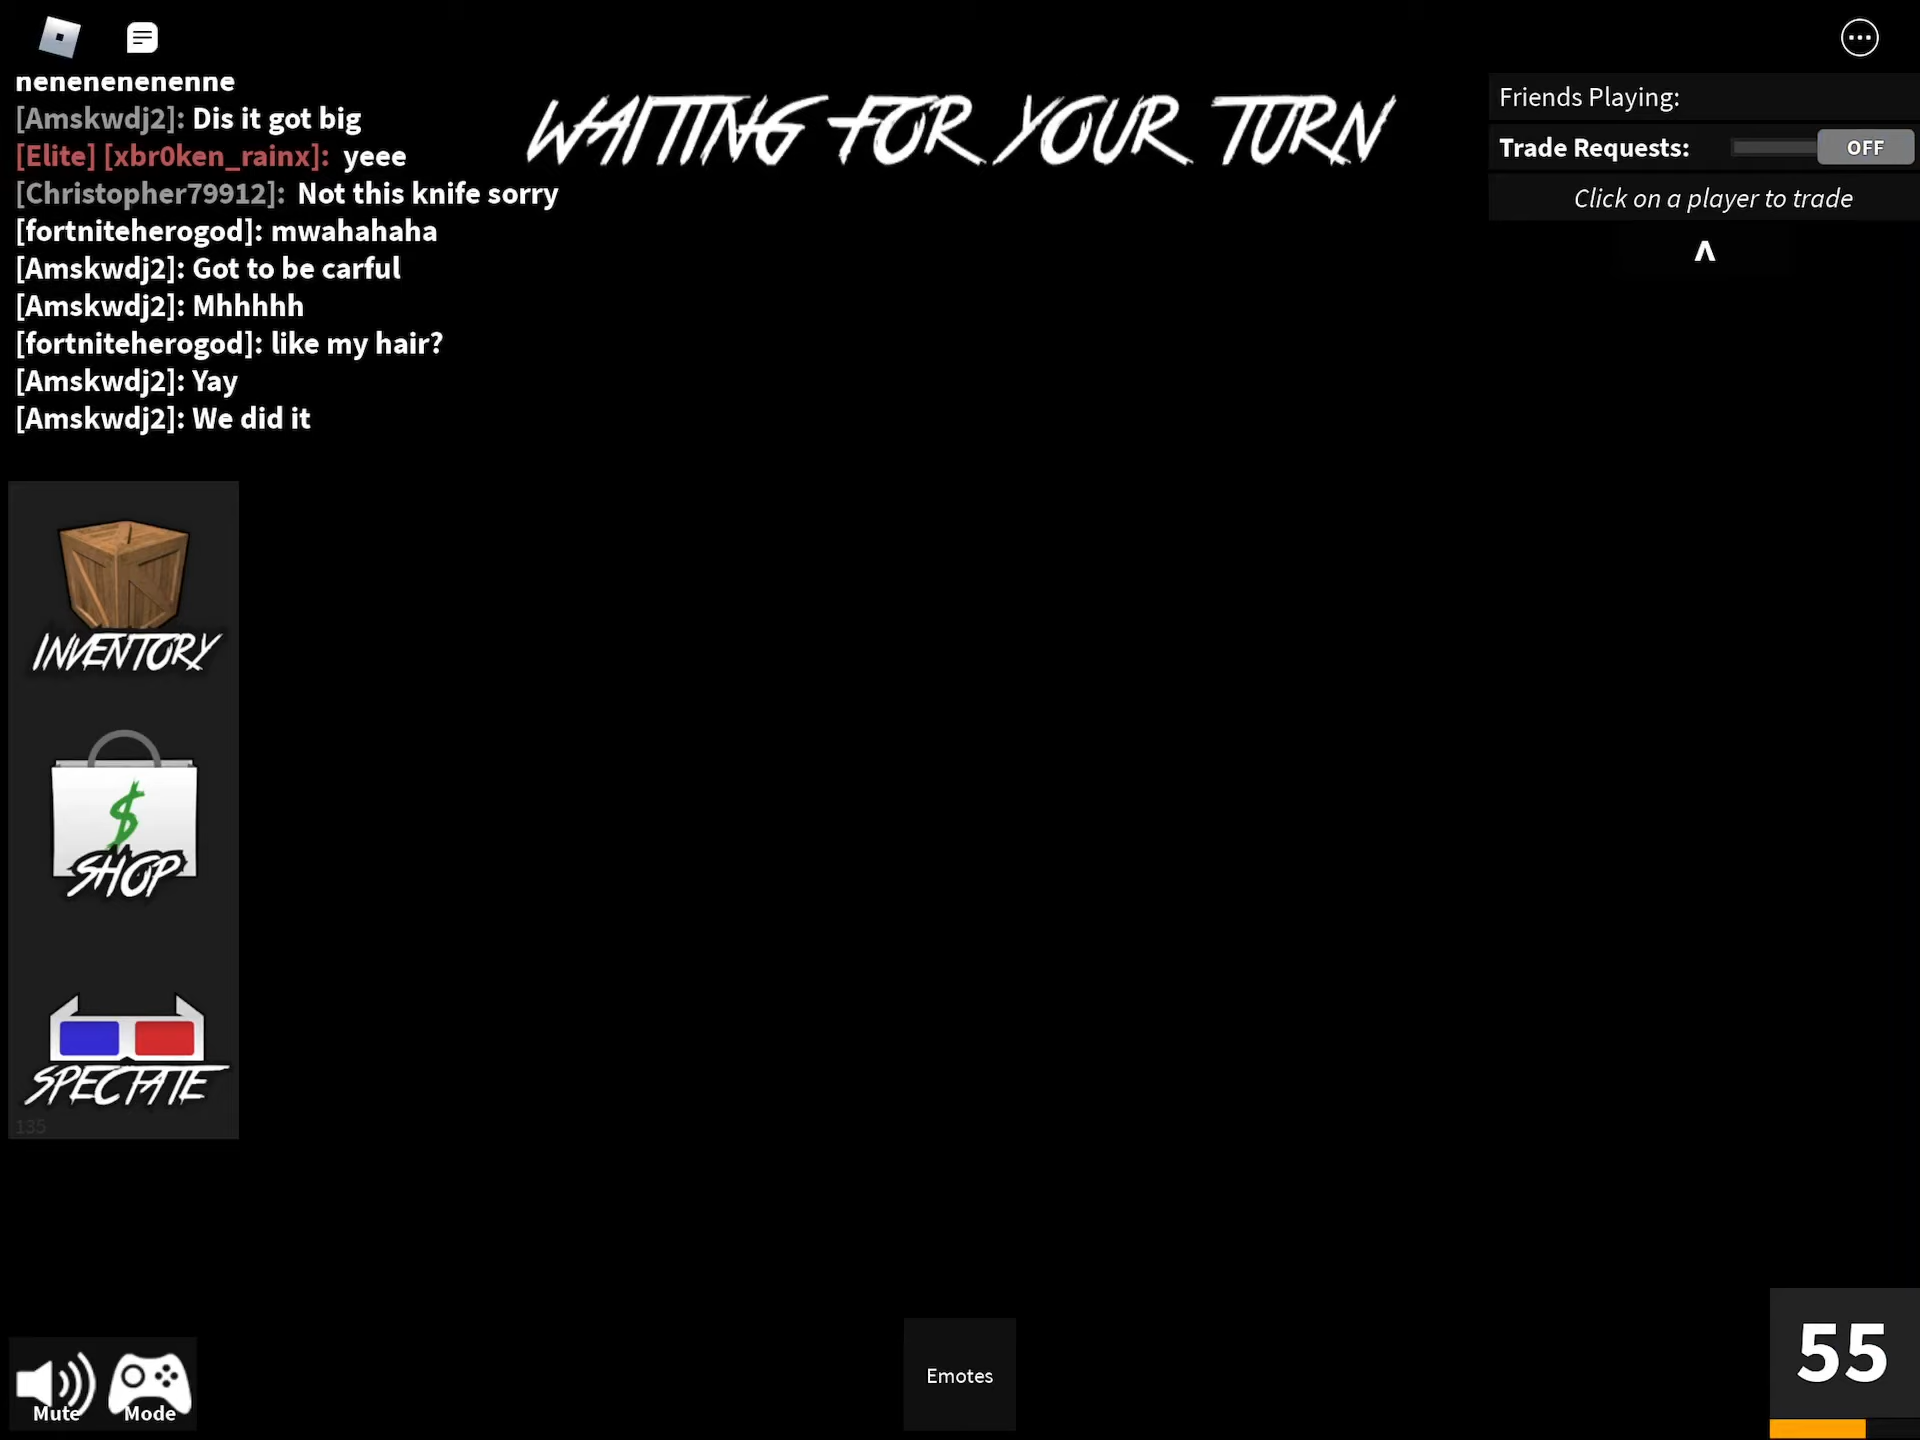 nenenenenenne
[Amskwdj2]: Dis it got big
[Elite] [xbr0ken_rainx]: yeee
[Christopher79912]: Not this knife sorry
[fortniteherogod]: mwahahaha
[Amskwdj2]: Got to be carful
[Amskwdj2]: Mhhhhh
[fortniteherogod]: like my hair?
[Amskwdj2]: Yay
[Amskwdj2]: We did it
WAITING FOR YOUR TURN
Friends Playing:
Trade Requests: OFF
Click on a player to trade
INVENTORY
$
SHOP
SPECTATE
135
Mute
Mode
Emotes
55